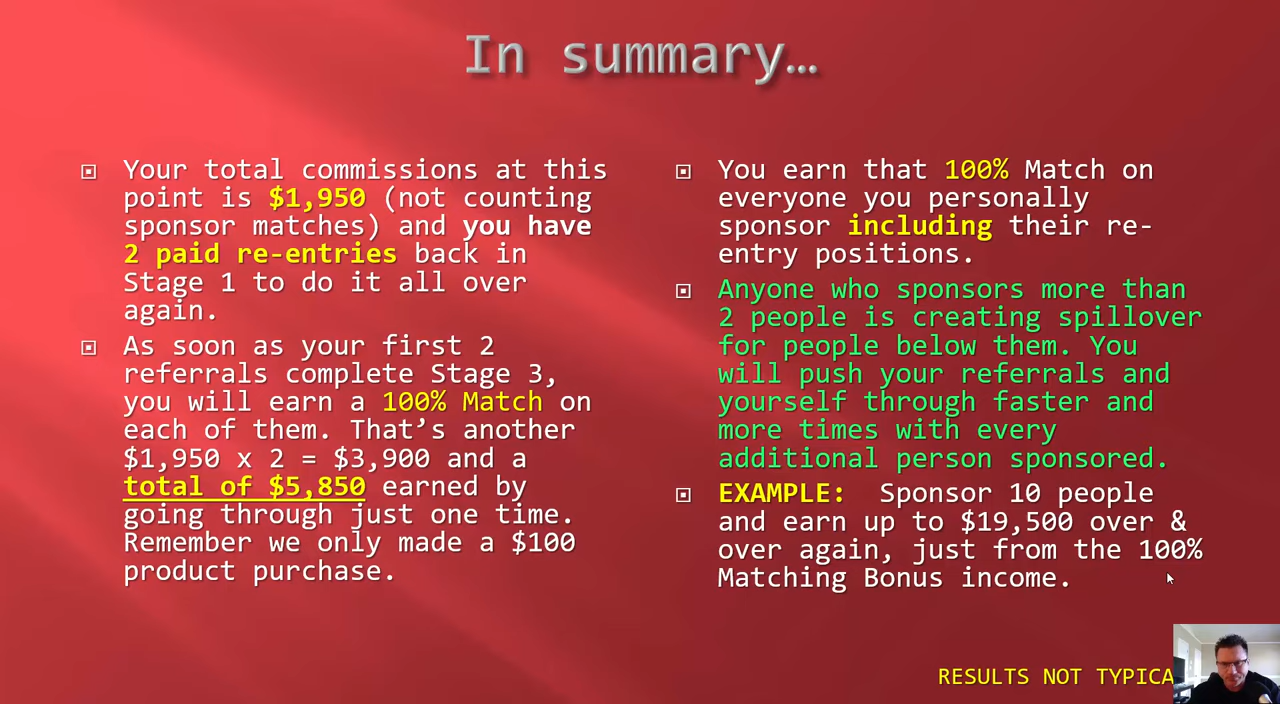 In summary…
Your total commissions at this
point is $1,950 (not counting
sponsor matches) and you have
2 paid re-entries back in
Stage 1 to do it all over
again.
As soon as your first 2
referrals complete Stage 3,
you will earn a 100% Match on
each of them. That’s another
$1,950 x 2 = $3,900 and a
total of $5,850 earned by
going through just one time.
Remember we only made a $100
product purchase.
You earn that 100% Match on
everyone you personally
sponsor including their re-
entry positions.
Anyone who sponsors more than
2 people is creating spillover
for people below them. You
will push your referrals and
yourself through faster and
more times with every
additional person sponsored.
EXAMPLE: Sponsor 10 people
and earn up to $19,500 over &
over again, just from the 100%
Matching Bonus income.
RESULTS NOT TYPICA